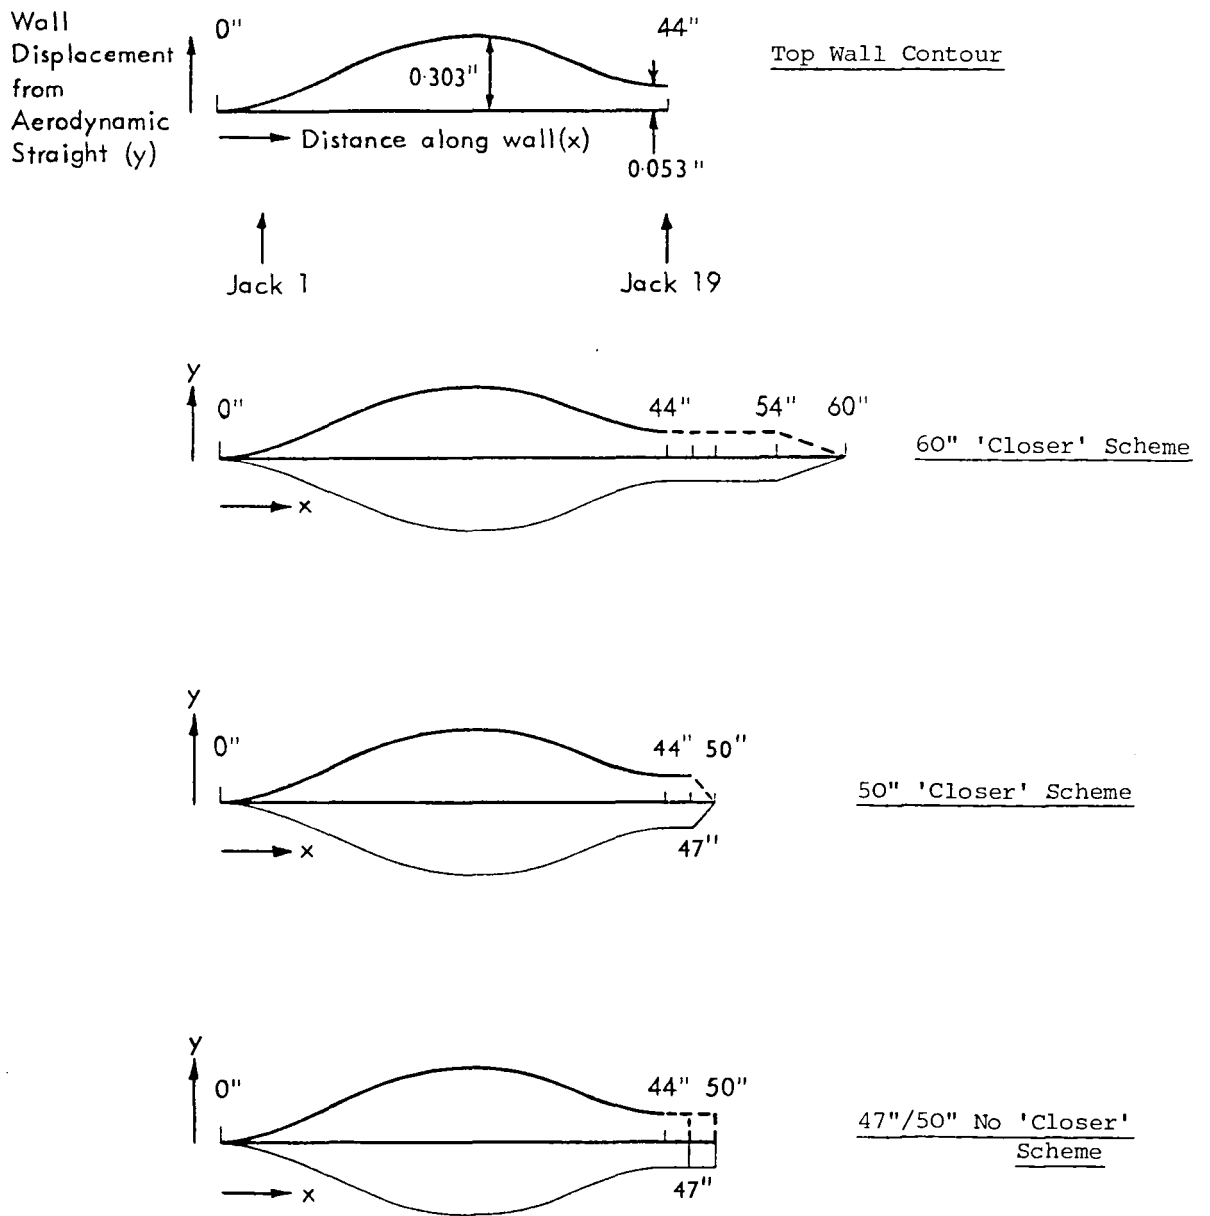 Wall
Displacement
from
Aerodynamic
Straight (y)
0"
44"
Top Wall Contour
0·303"
Distance along wall(x)
0·053"
Jack 1
Jack 19
y
0"
44"
54"
60"
60" 'Closer' Scheme
x
y
0"
44"
50"
50" 'Closer' Scheme
47"
x
y
0"
44"
50"
47"/50" No 'Closer'
Scheme
47"
x